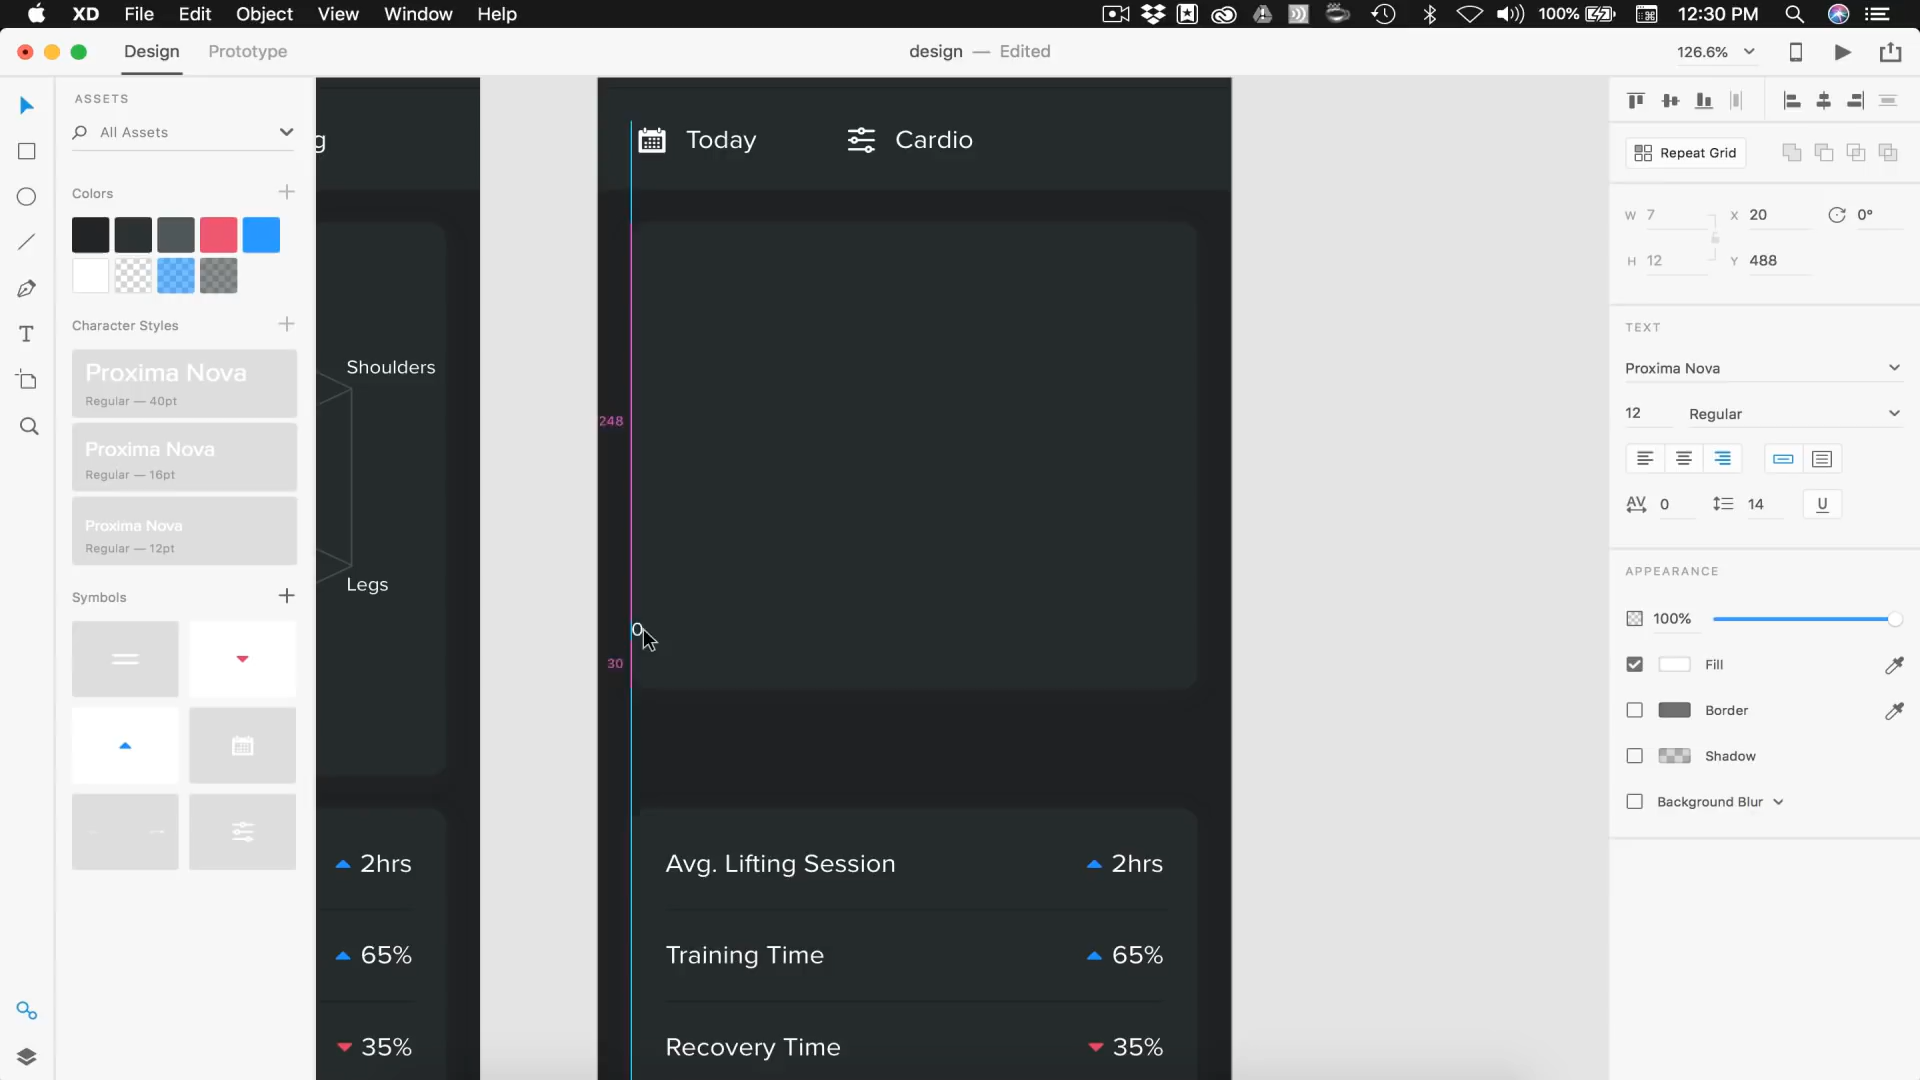 XD File Edit Object View Window Help 100% 12:30 PM
Design Prototype design — Edited 126.6%
ASSETS
All Assets
Colors
Character Styles
Proxima Nova
Regular — 40pt
Proxima Nova
Regular — 16pt
Proxima Nova
Regular — 12pt
Symbols
g
Shoulders
Legs
2hrs
65%
35%
Today Cardio
248
0
30
Avg. Lifting Session 2hrs
Training Time 65%
Recovery Time 35%
Repeat Grid
W 7 X 20 0°
H 12 Y 488
TEXT
Proxima Nova
12 Regular
AV 0 14 U
APPEARANCE
100%
Fill
Border
Shadow
Background Blur